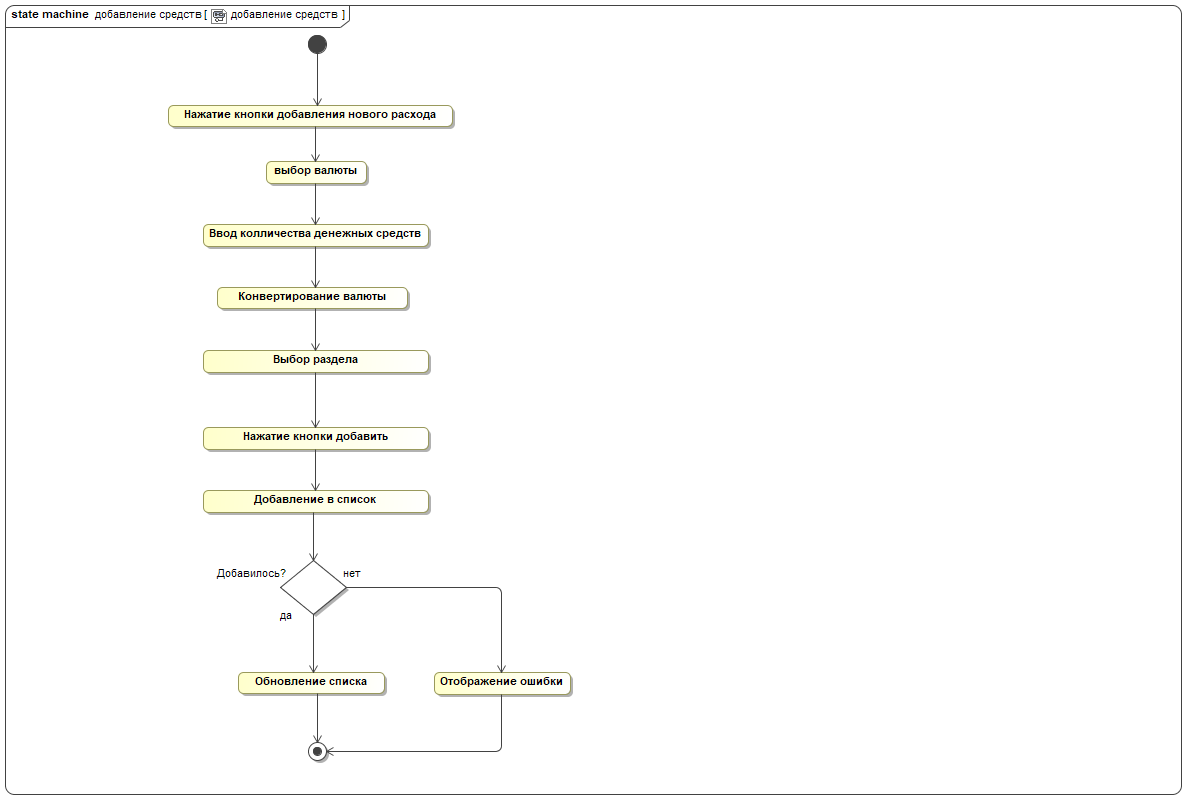 state machine добавление средств [ добавление средств ]
Нажатие кнопки добавления нового расхода
выбор валюты
Ввод колличества денежных средств
Конвертирование валюты
Выбор раздела
Нажатие кнопки добавить
Добавление в список
Добавилось?
нет
да
Обновление списка
Отображение ошибки